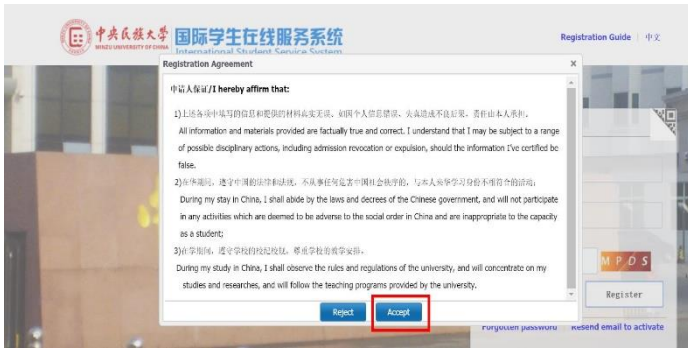 中央民族大学
MINZU UNIVERSITY OF CHINA
国际学生在线服务系统
International Student Service System
Registration Guide 中文
Registration Agreement
申请人保证/I hereby affirm that:
1)上述各项中填写的信息和提供的材料真实无误，如因个人信息错误、失真造成不良后果，责任由本人承担。
All information and materials provided are factually true and correct. I understand that I may be subject to a range
of possible disciplinary actions, including admission revocation or expulsion, should the information I've certified be
false.
2)在华期间，遵守中国的法律和法规，不从事任何危害中国社会秩序的、与本人来华学习身份不相符合的活动；
During my stay in China, I shall abide by the laws and decrees of the Chinese government, and will not participate
in any activities which are deemed to be adverse to the social order in China and are inappropriate to the capacity
as a student;
3)在学期间，遵守学校的校纪校规，尊重学校的教学安排。
During my study in China, I shall observe the rules and regulations of the university, and will concentrate on my
studies and researches, and will follow the teaching programs provided by the university.
MPDS
Register
Reject Accept
Forgotten password Resend email to activate